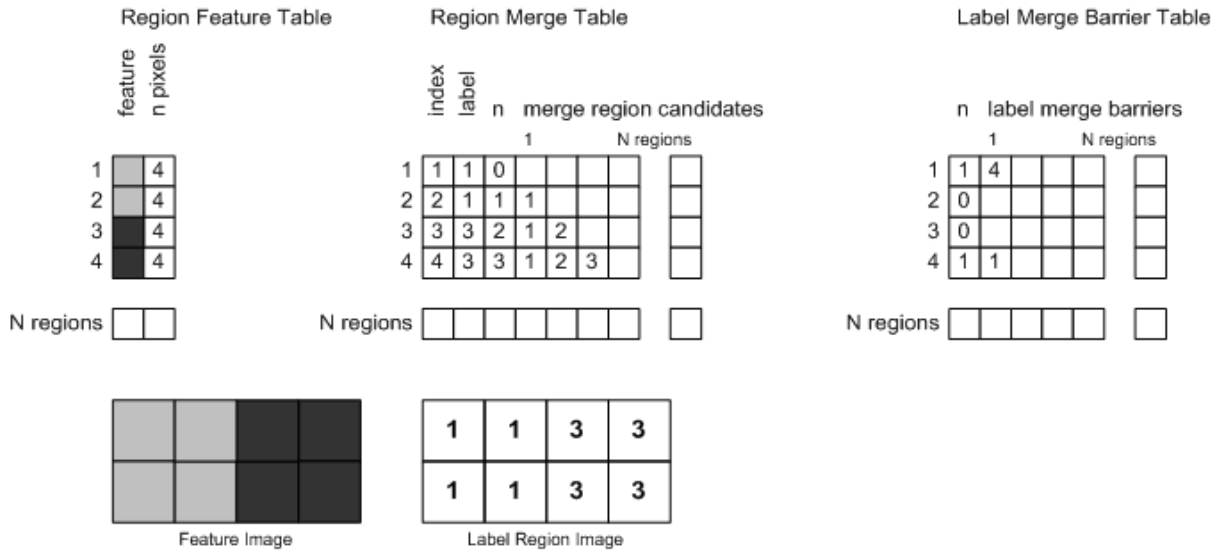 Region Feature Table Region Merge Table Label Merge Barrier Table
feature n pixels index label n merge region candidates n label merge barriers
1 N regions 1 N regions
1 4 1 1 1 0 1 1 4
2 4 2 2 1 1 1 2 0
3 4 3 3 3 2 1 2 3 0
4 4 4 4 3 3 1 2 3 4 1 1
N regions N regions N regions
1 1 3 3
1 1 3 3
Feature Image Label Region Image